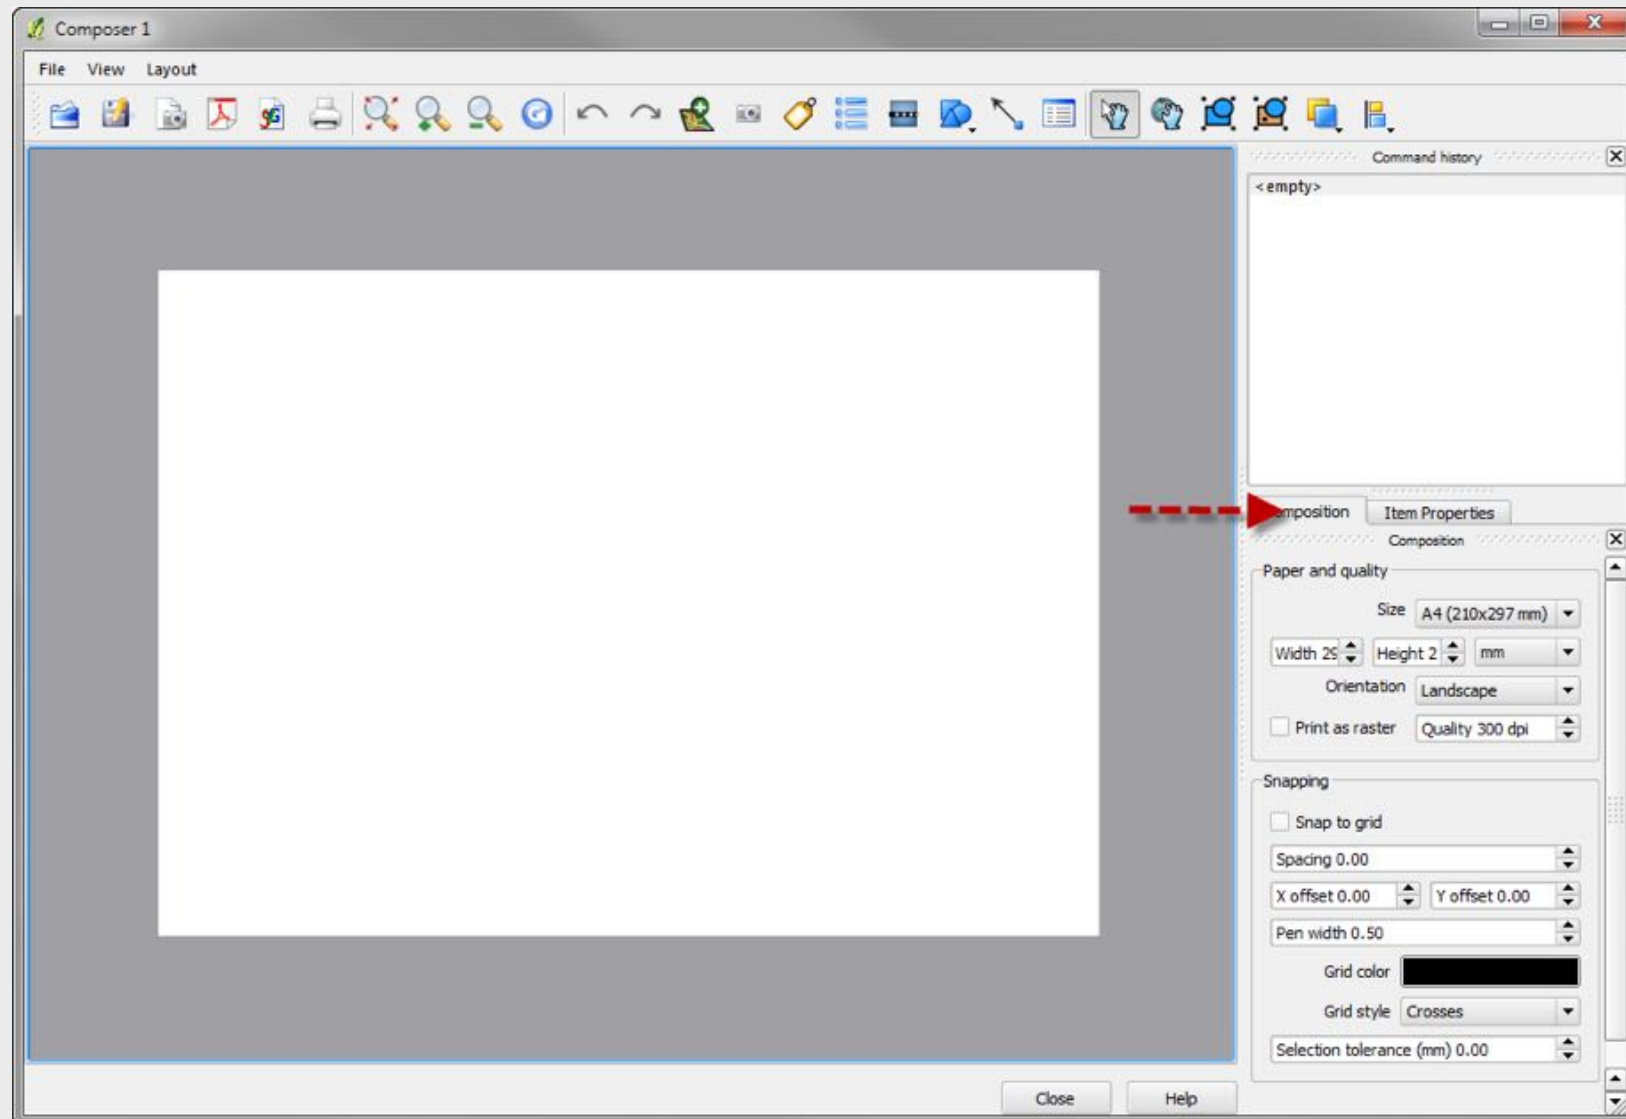 Composer 1
File View Layout
Command history
<empty>
mposition Item Properties
Composition
Paper and quality
Size A4 (210x297 mm)
Width 29 Height 2 mm
Orientation Landscape
Print as raster Quality 300 dpi
Snapping
Snap to grid
Spacing 0.00
X offset 0.00 Y offset 0.00
Pen width 0.50
Grid color
Grid style Crosses
Selection tolerance (mm) 0.00
Close Help